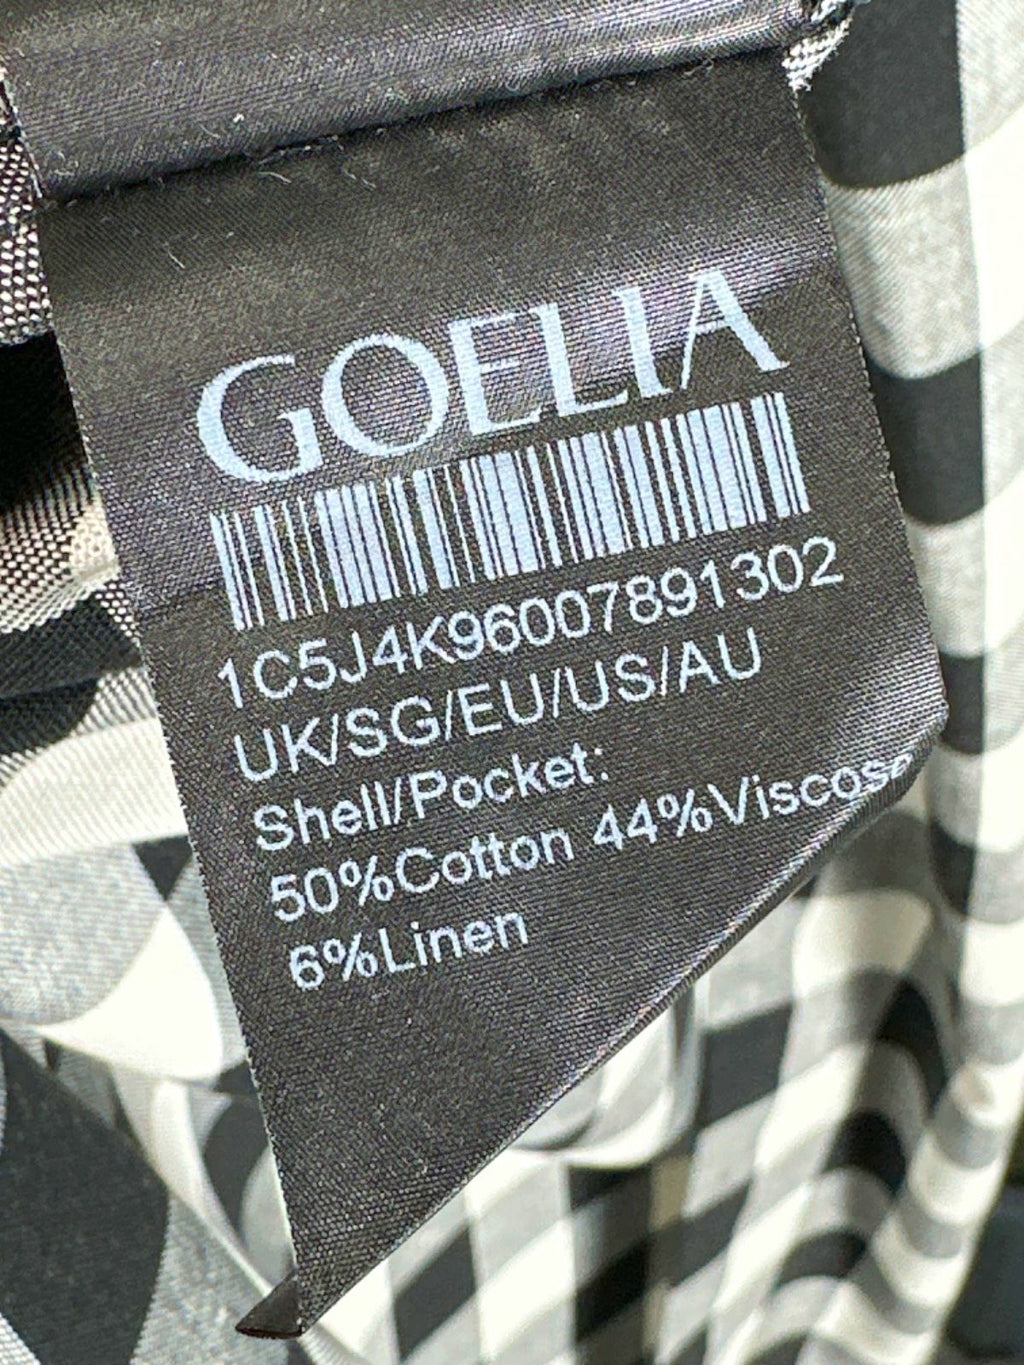 GOELIA
1C5J4K96007891302
UK/SG/EU/US/AU
Shell/Pocket:
50%Cotton 44%Viscose
6%Linen